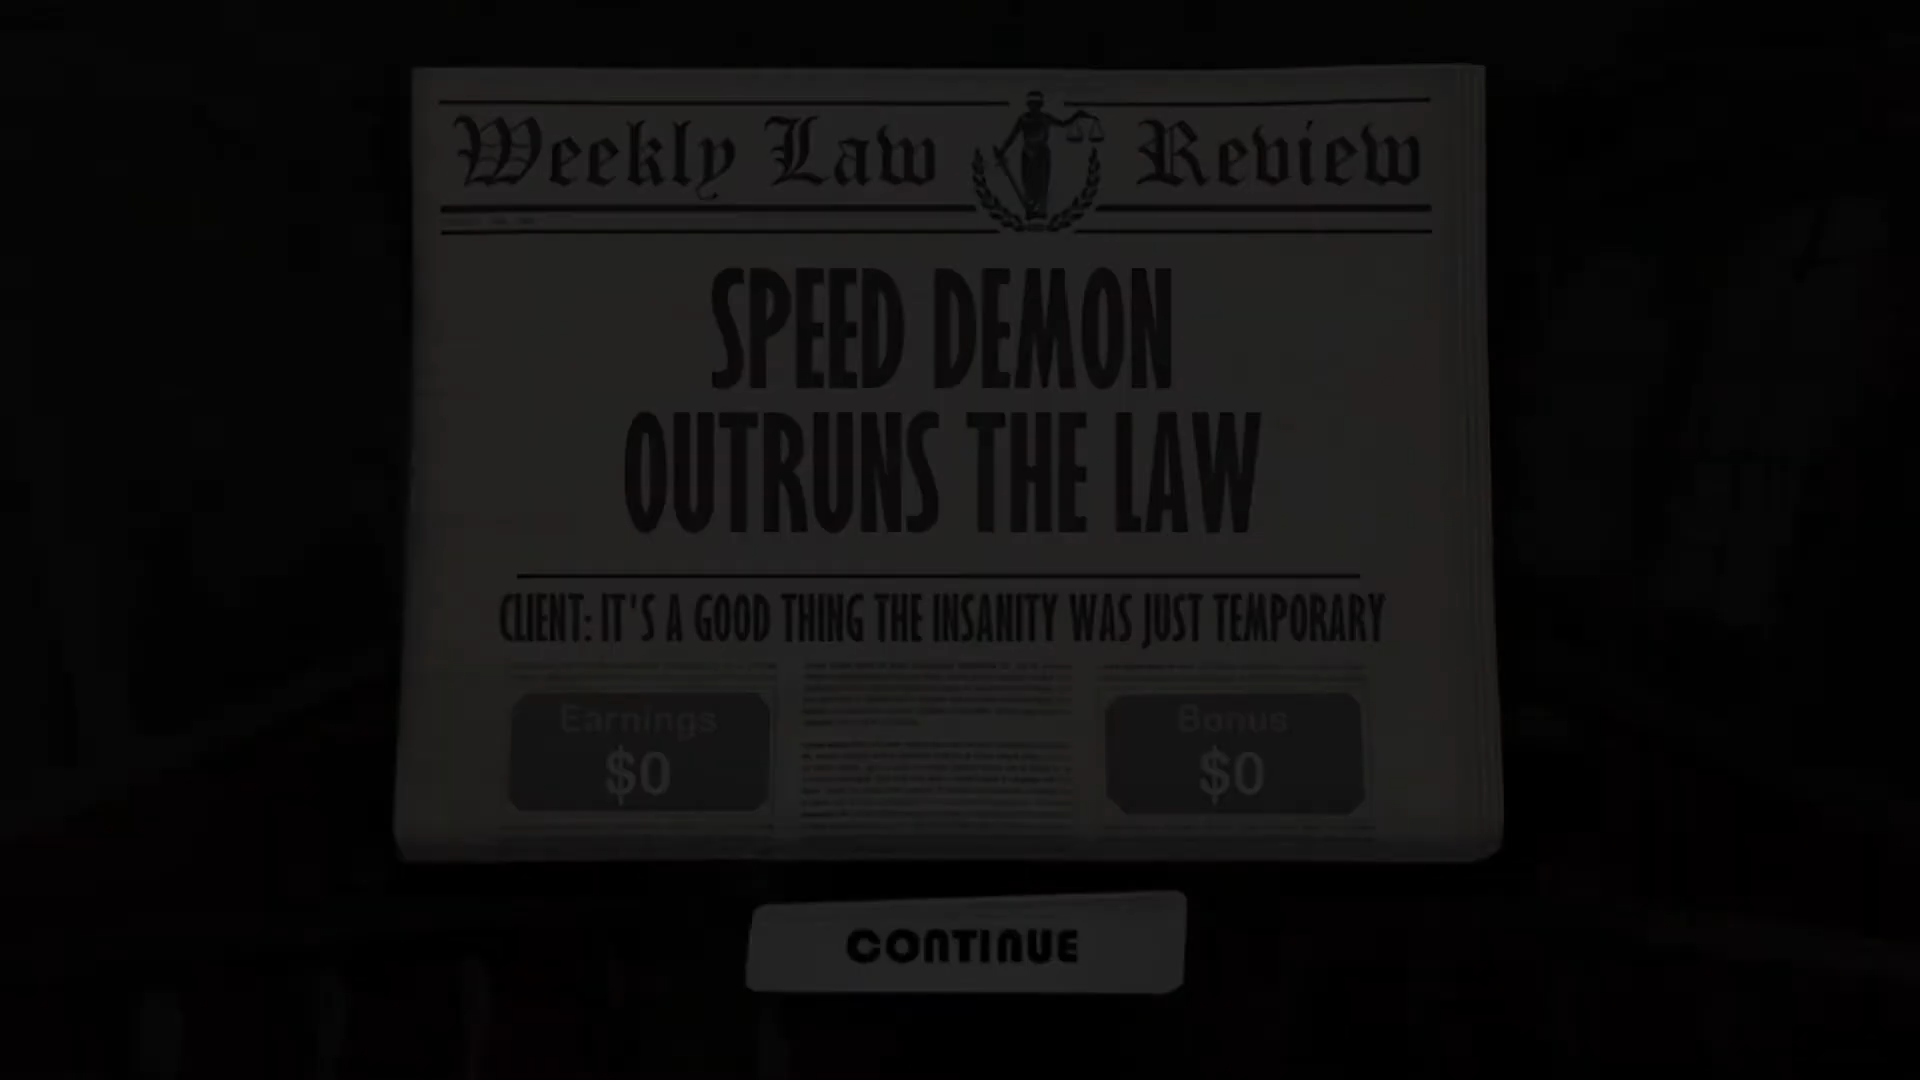 Weekly Law Review
SPEED DEMON
OUTRUNS THE LAW
CLIENT: IT'S A GOOD THING THE INSANITY WAS JUST TEMPORARY
Earnings
$0
Bonus
$0
CONTINUE